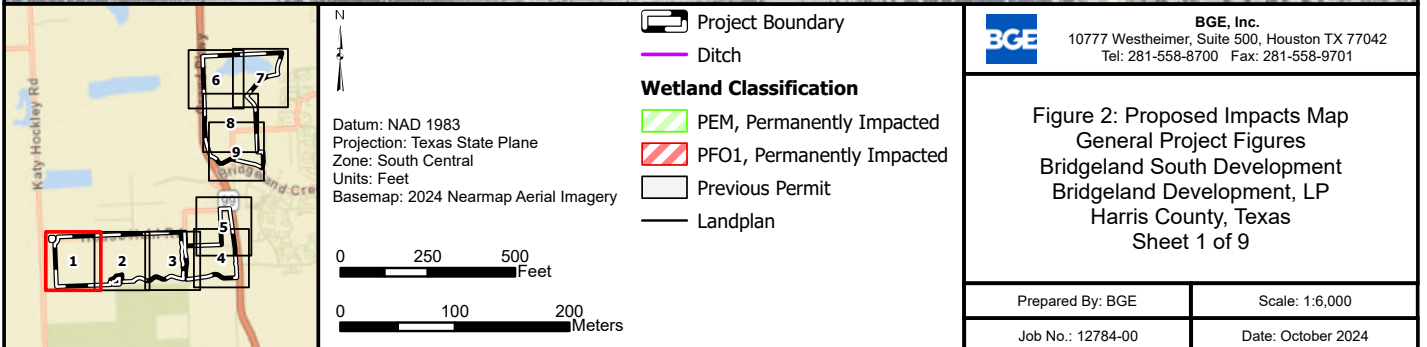 Katy Hockley Rd
6
7
8
9
99
5
1
2
3
4
N
Datum: NAD 1983
Projection: Texas State Plane
Zone: South Central
Units: Feet
Basemap: 2024 Nearmap Aerial Imagery
0 250 500
Feet
0 100 200
Meters
Project Boundary
Ditch
Wetland Classification
PEM, Permanently Impacted
PFO1, Permanently Impacted
Previous Permit
Landplan
BGE
BGE, Inc.
10777 Westheimer, Suite 500, Houston TX 77042
Tel: 281-558-8700 Fax: 281-558-9701
Figure 2: Proposed Impacts Map
General Project Figures
Bridgeland South Development
Bridgeland Development, LP
Harris County, Texas
Sheet 1 of 9
Prepared By: BGE
Scale: 1:6,000
Job No.: 12784-00
Date: October 2024